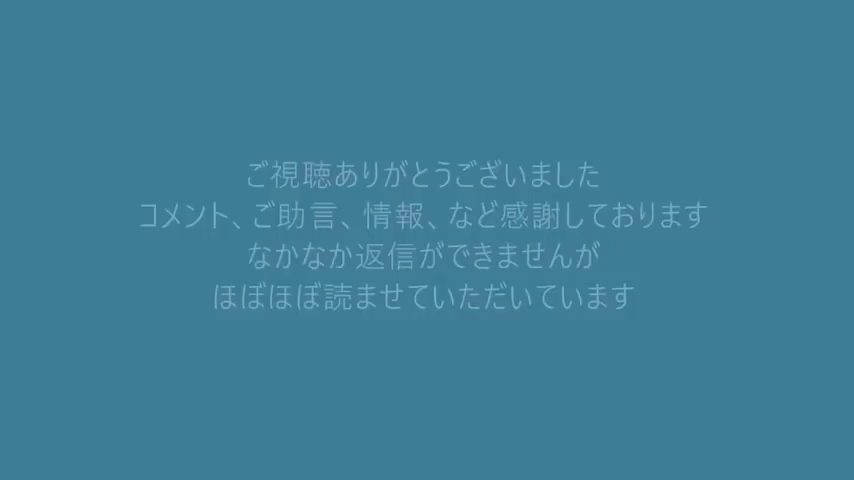 ご視聴ありがとうございました
コメント、ご助言、情報、など感謝しております
なかなか返信ができませんが
ほぼほぼ読ませていただいています